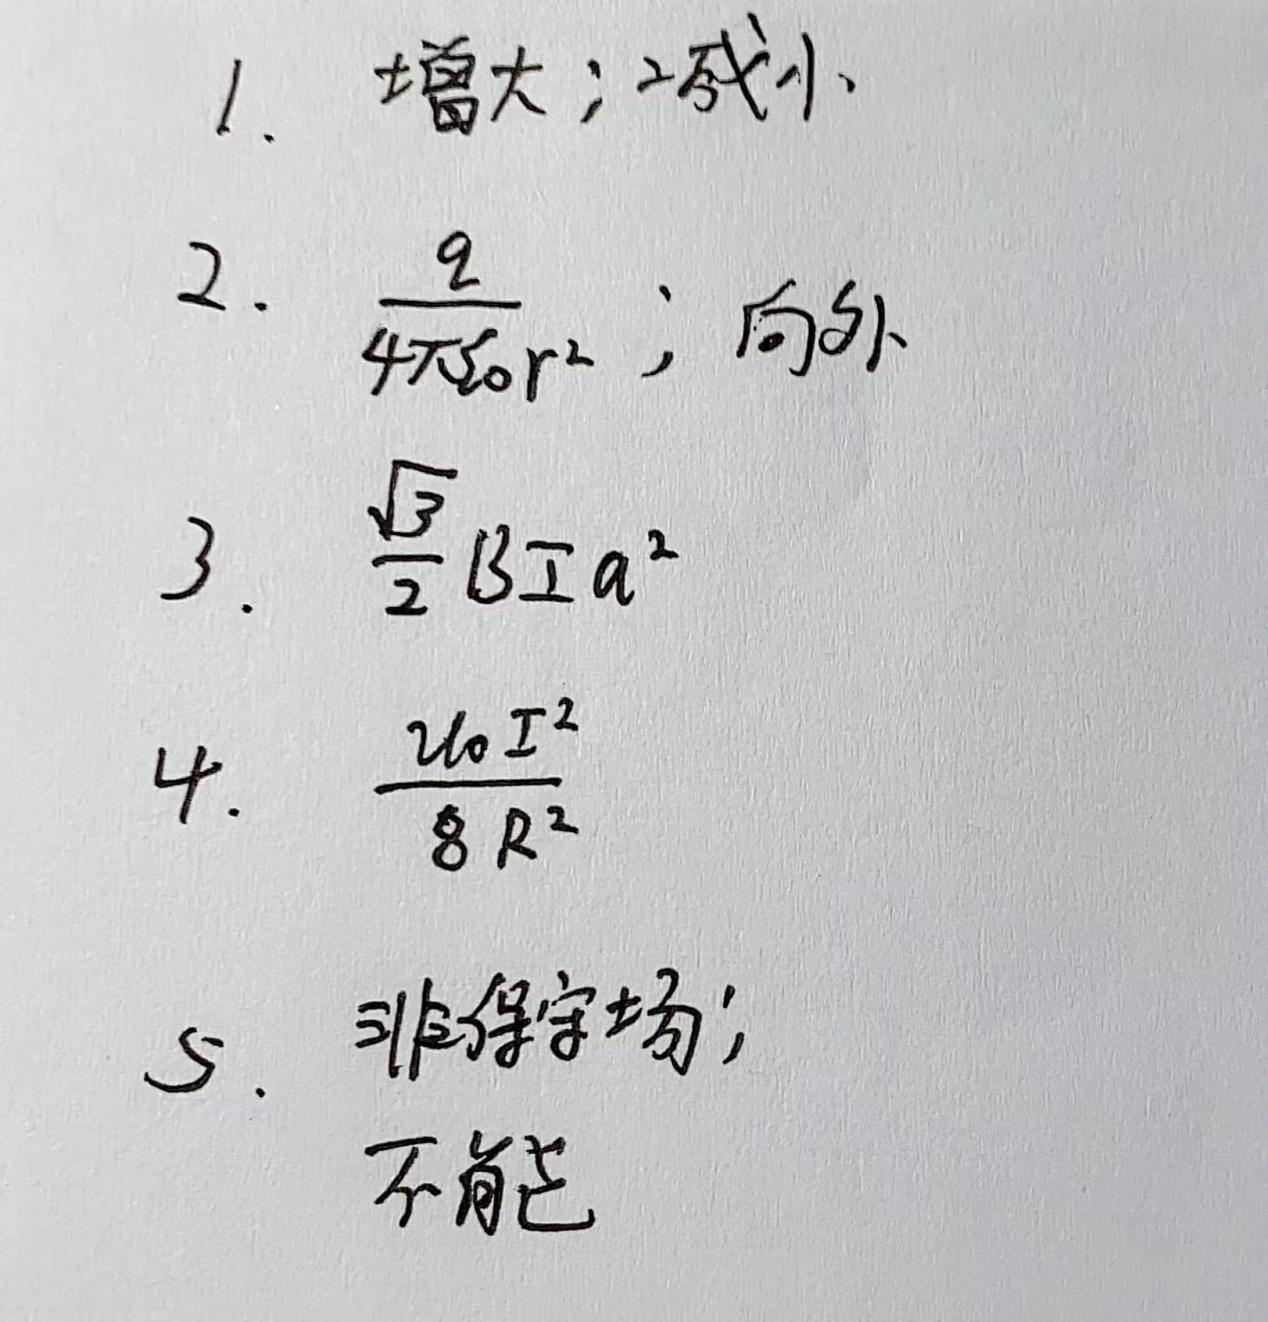 1. 增大；减小
2. q/(4πε₀r²)；向外
3. √3/2 BIa²
4. μ₀I²/(8R²)
5. 非保守场；
不能